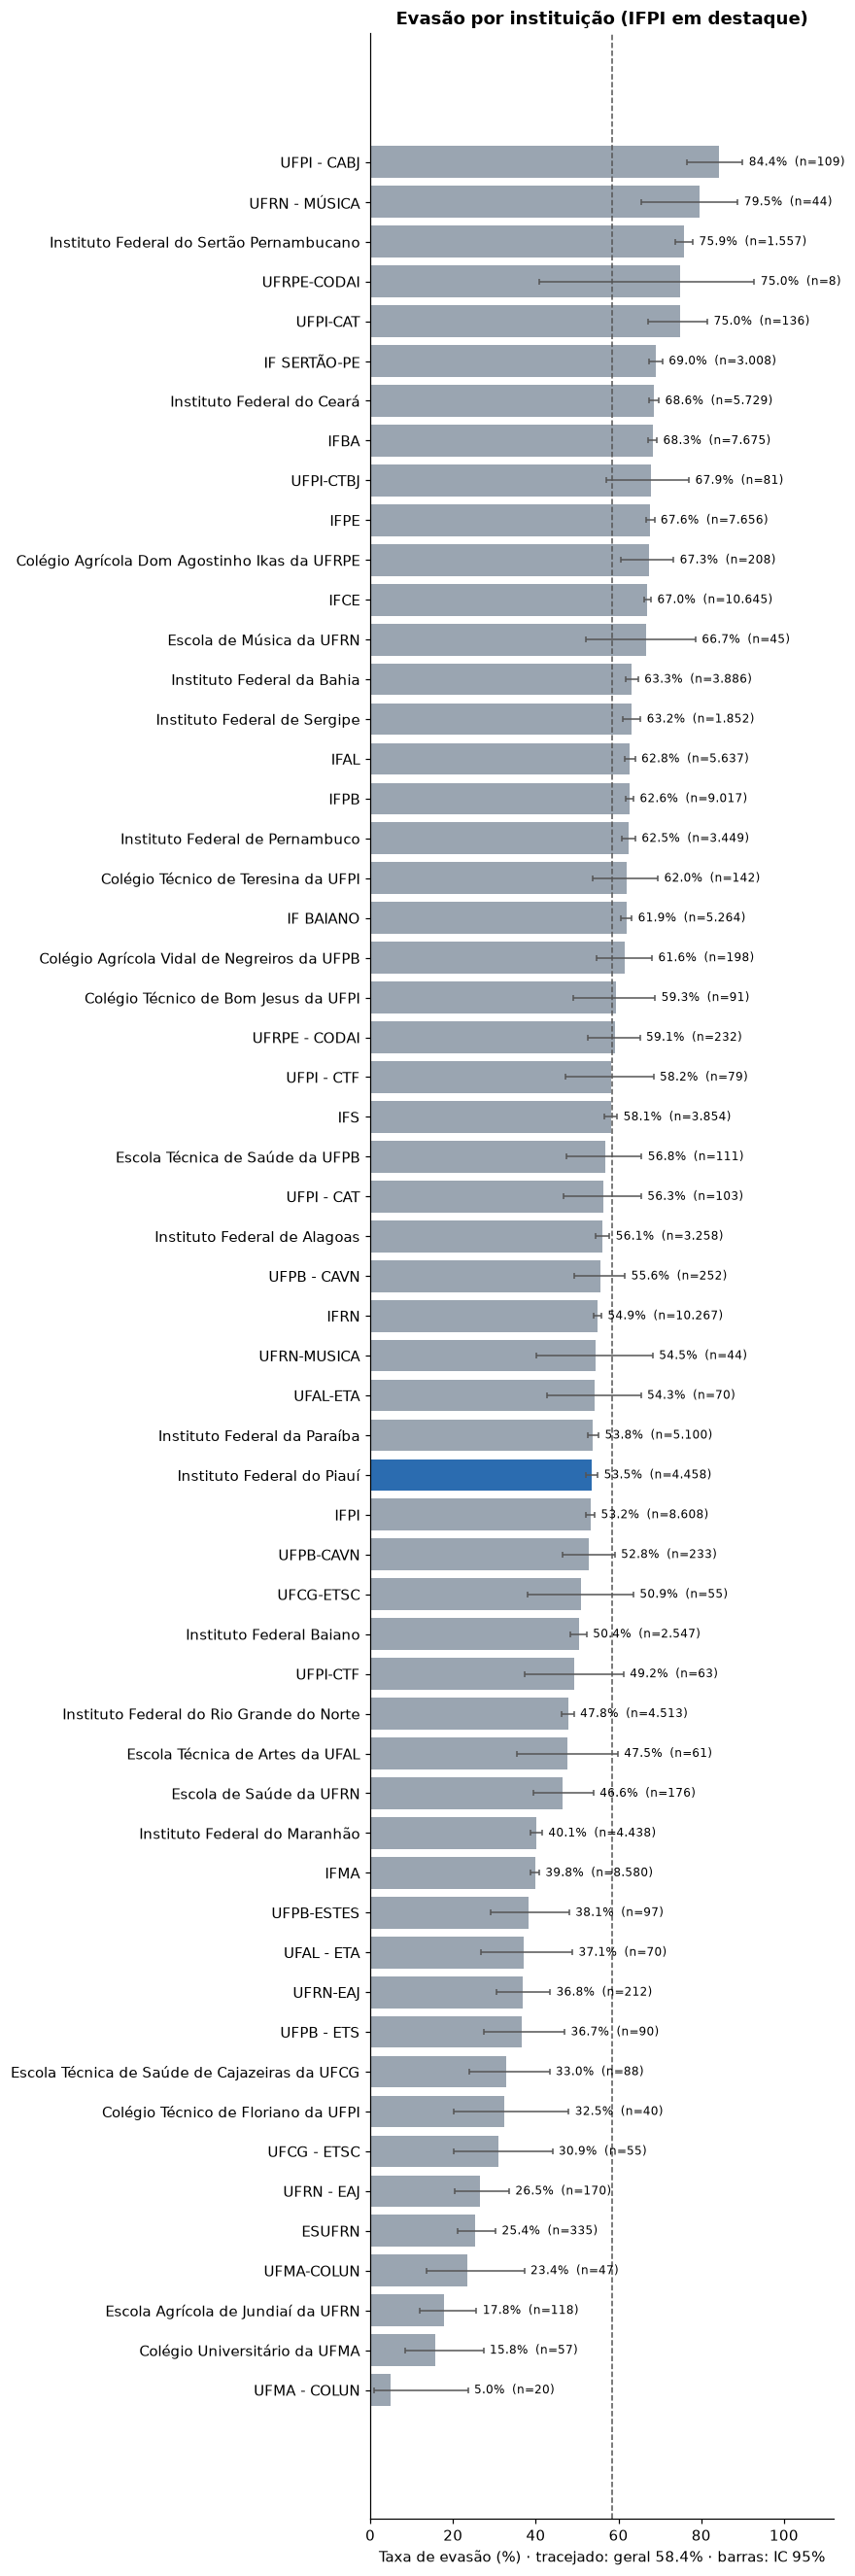 Evasão por instituição (IFPI em destaque)
UFPI - CABJ 84.4% (n=109)
UFRN - MÚSICA 79.5% (n=44)
Instituto Federal do Sertão Pernambucano 75.9% (n=1.557)
UFRPE-CODAI 75.0% (n=8)
UFPI-CAT 75.0% (n=136)
IF SERTÃO-PE 69.0% (n=3.008)
Instituto Federal do Ceará 68.6% (n=5.729)
IFBA 68.3% (n=7.675)
UFPI-CTBJ 67.9% (n=81)
IFPE 67.6% (n=7.656)
Colégio Agrícola Dom Agostinho Ikas da UFRPE 67.3% (n=208)
IFCE 67.0% (n=10.645)
Escola de Música da UFRN 66.7% (n=45)
Instituto Federal da Bahia 63.3% (n=3.886)
Instituto Federal de Sergipe 63.2% (n=1.852)
IFAL 62.8% (n=5.637)
IFPB 62.6% (n=9.017)
Instituto Federal de Pernambuco 62.5% (n=3.449)
Colégio Técnico de Teresina da UFPI 62.0% (n=142)
IF BAIANO 61.9% (n=5.264)
Colégio Agrícola Vidal de Negreiros da UFPB 61.6% (n=198)
Colégio Técnico de Bom Jesus da UFPI 59.3% (n=91)
UFRPE - CODAI 59.1% (n=232)
UFPI - CTF 58.2% (n=79)
IFS 58.1% (n=3.854)
Escola Técnica de Saúde da UFPB 56.8% (n=111)
UFPI - CAT 56.3% (n=103)
Instituto Federal de Alagoas 56.1% (n=3.258)
UFPB - CAVN 55.6% (n=252)
IFRN 54.9% (n=10.267)
UFRN-MUSICA 54.5% (n=44)
UFAL-ETA 54.3% (n=70)
Instituto Federal da Paraíba 53.8% (n=5.100)
Instituto Federal do Piauí 53.5% (n=4.458)
IFPI 53.2% (n=8.608)
UFPB-CAVN 52.8% (n=233)
UFCG-ETSC 50.9% (n=55)
Instituto Federal Baiano 50.4% (n=2.547)
UFPI-CTF 49.2% (n=63)
Instituto Federal do Rio Grande do Norte 47.8% (n=4.513)
Escola Técnica de Artes da UFAL 47.5% (n=61)
Escola de Saúde da UFRN 46.6% (n=176)
Instituto Federal do Maranhão 40.1% (n=4.438)
IFMA 39.8% (n=8.580)
UFPB-ESTES 38.1% (n=97)
UFAL - ETA 37.1% (n=70)
UFRN-EAJ 36.8% (n=212)
UFPB - ETS 36.7% (n=90)
Escola Técnica de Saúde de Cajazeiras da UFCG 33.0% (n=88)
Colégio Técnico de Floriano da UFPI 32.5% (n=40)
UFCG - ETSC 30.9% (n=55)
UFRN - EAJ 26.5% (n=170)
ESUFRN 25.4% (n=335)
UFMA-COLUN 23.4% (n=47)
Escola Agrícola de Jundiaí da UFRN 17.8% (n=118)
Colégio Universitário da UFMA 15.8% (n=57)
UFMA - COLUN 5.0% (n=20)
0 20 40 60 80 100
Taxa de evasão (%) · tracejado: geral 58.4% · barras: IC 95%